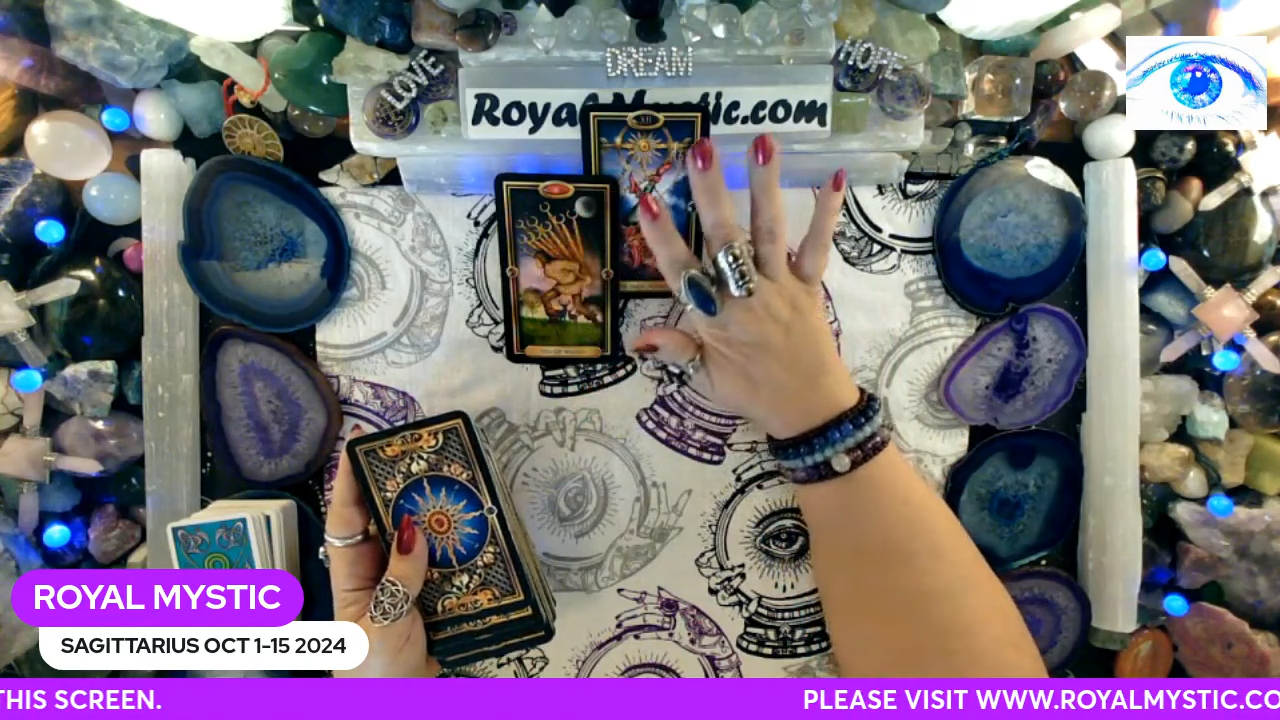 LOVE
DREAM
HOPE
RoyalMystic.com
XII
ROYAL MYSTIC
SAGITTARIUS OCT 1-15 2024
THIS SCREEN.
PLEASE VISIT WWW.ROYALMYSTIC.CO